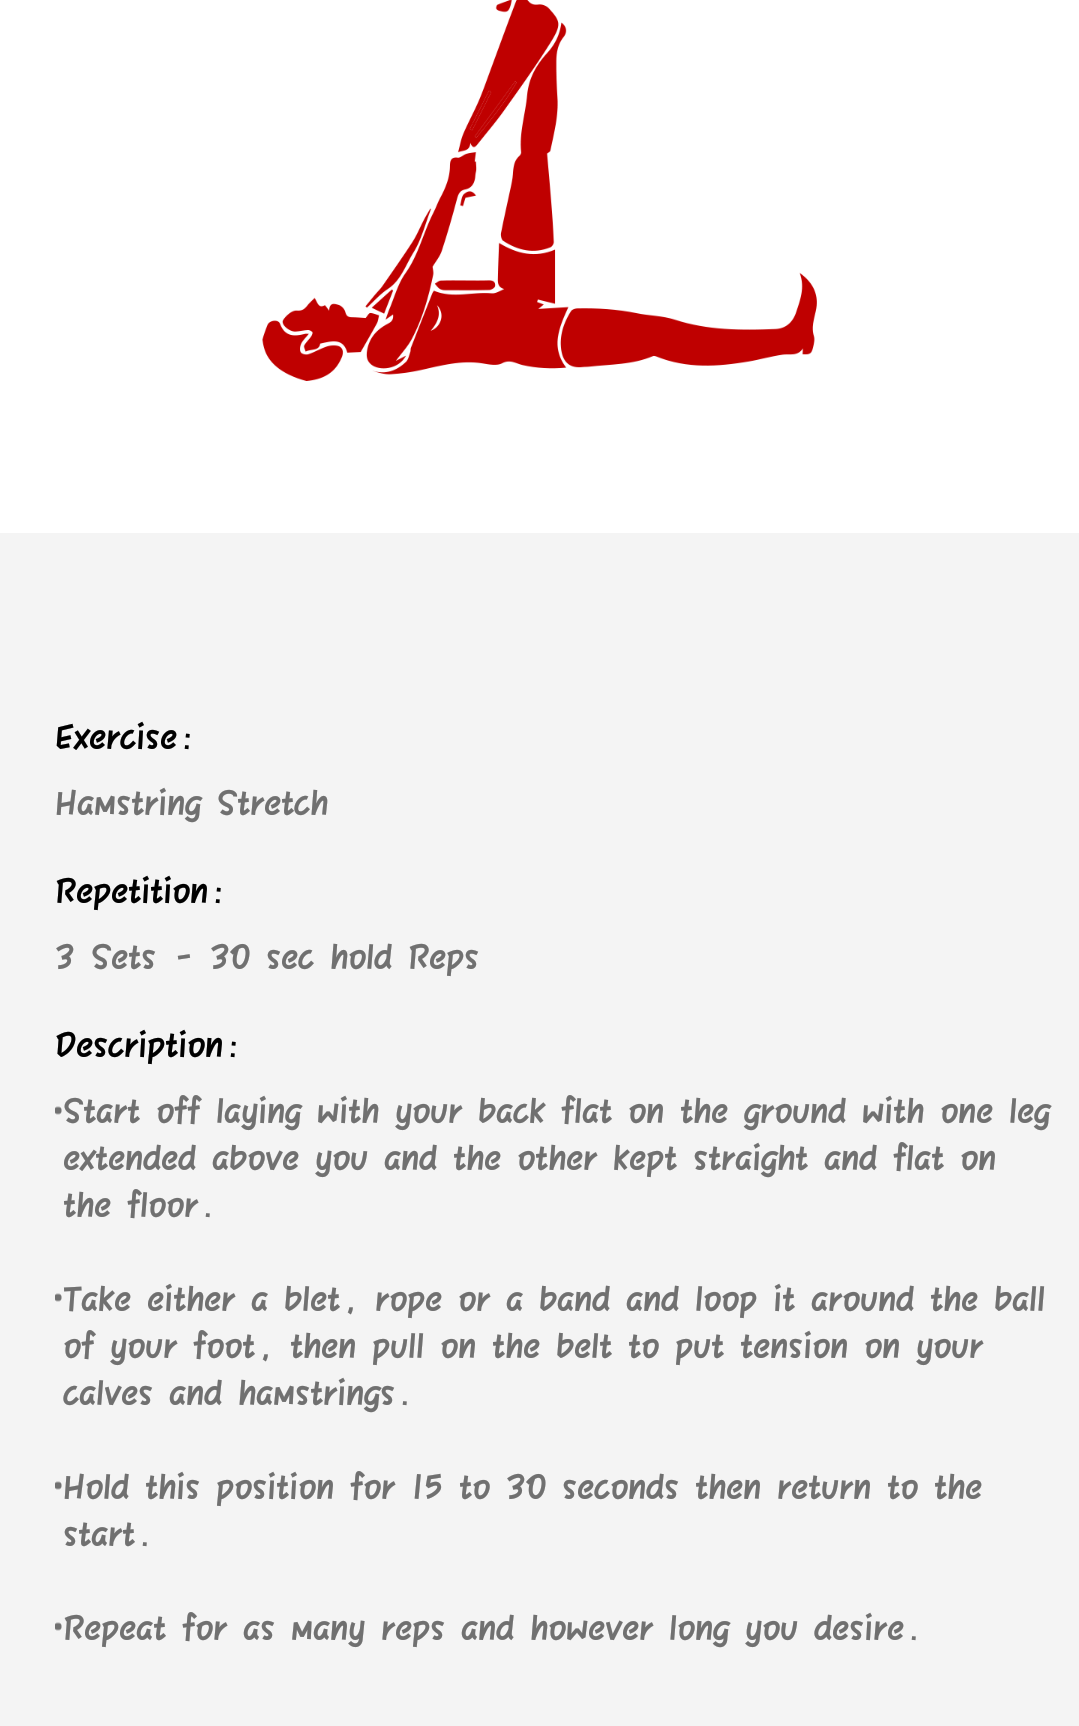 Exercise:
Hamstring Stretch
Repetition:
3 Sets - 30 sec hold Reps
Description:
•Start off laying with your back flat on the ground with one leg
extended above you and the other kept straight and flat on
the floor.
•Take either a blet, rope or a band and loop it around the ball
of your foot, then pull on the belt to put tension on your
calves and hamstrings.
•Hold this position for 15 to 30 seconds then return to the
start.
•Repeat for as many reps and however long you desire.